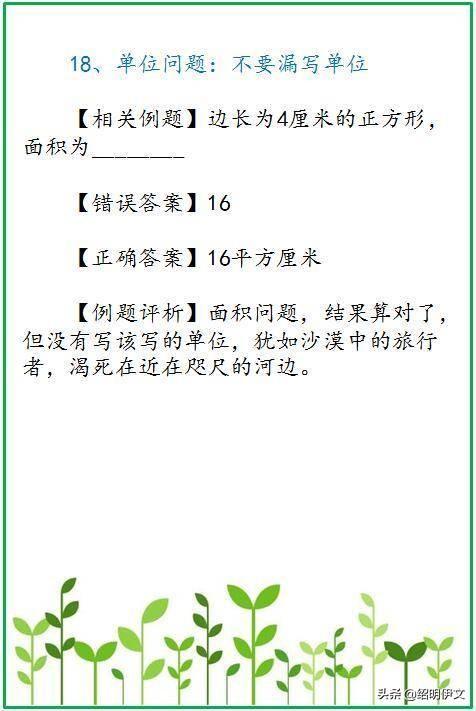 18、单位问题：不要漏写单位
【相关例题】边长为4厘米的正方形，
面积为________
【错误答案】16
【正确答案】16平方厘米
【例题评析】面积问题，结果算对了，
但没有写该写的单位，犹如沙漠中的旅行
者，渴死在近在咫尺的河边。
头条@绍明伊文